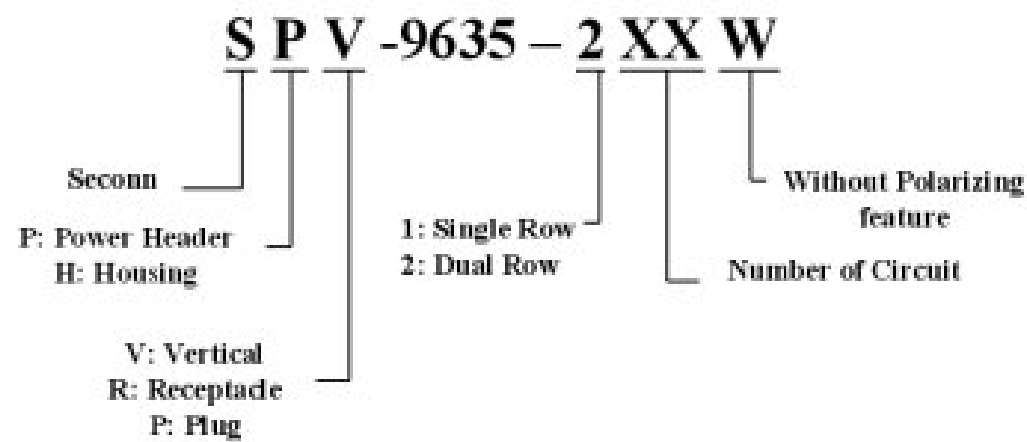 S P V -9635 – 2 XX W
Seconn
P: Power Header
H: Housing
V: Vertical
R: Receptacle
P: Plug
1: Single Row
2: Dual Row
Without Polarizing
feature
Number of Circuit